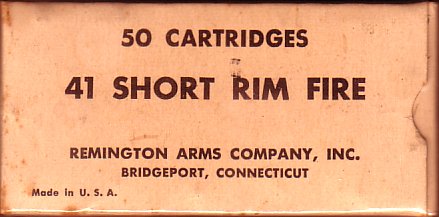 50 CARTRIDGES
41 SHORT RIM FIRE
REMINGTON ARMS COMPANY, INC.
BRIDGEPORT, CONNECTICUT
Made in U. S. A.